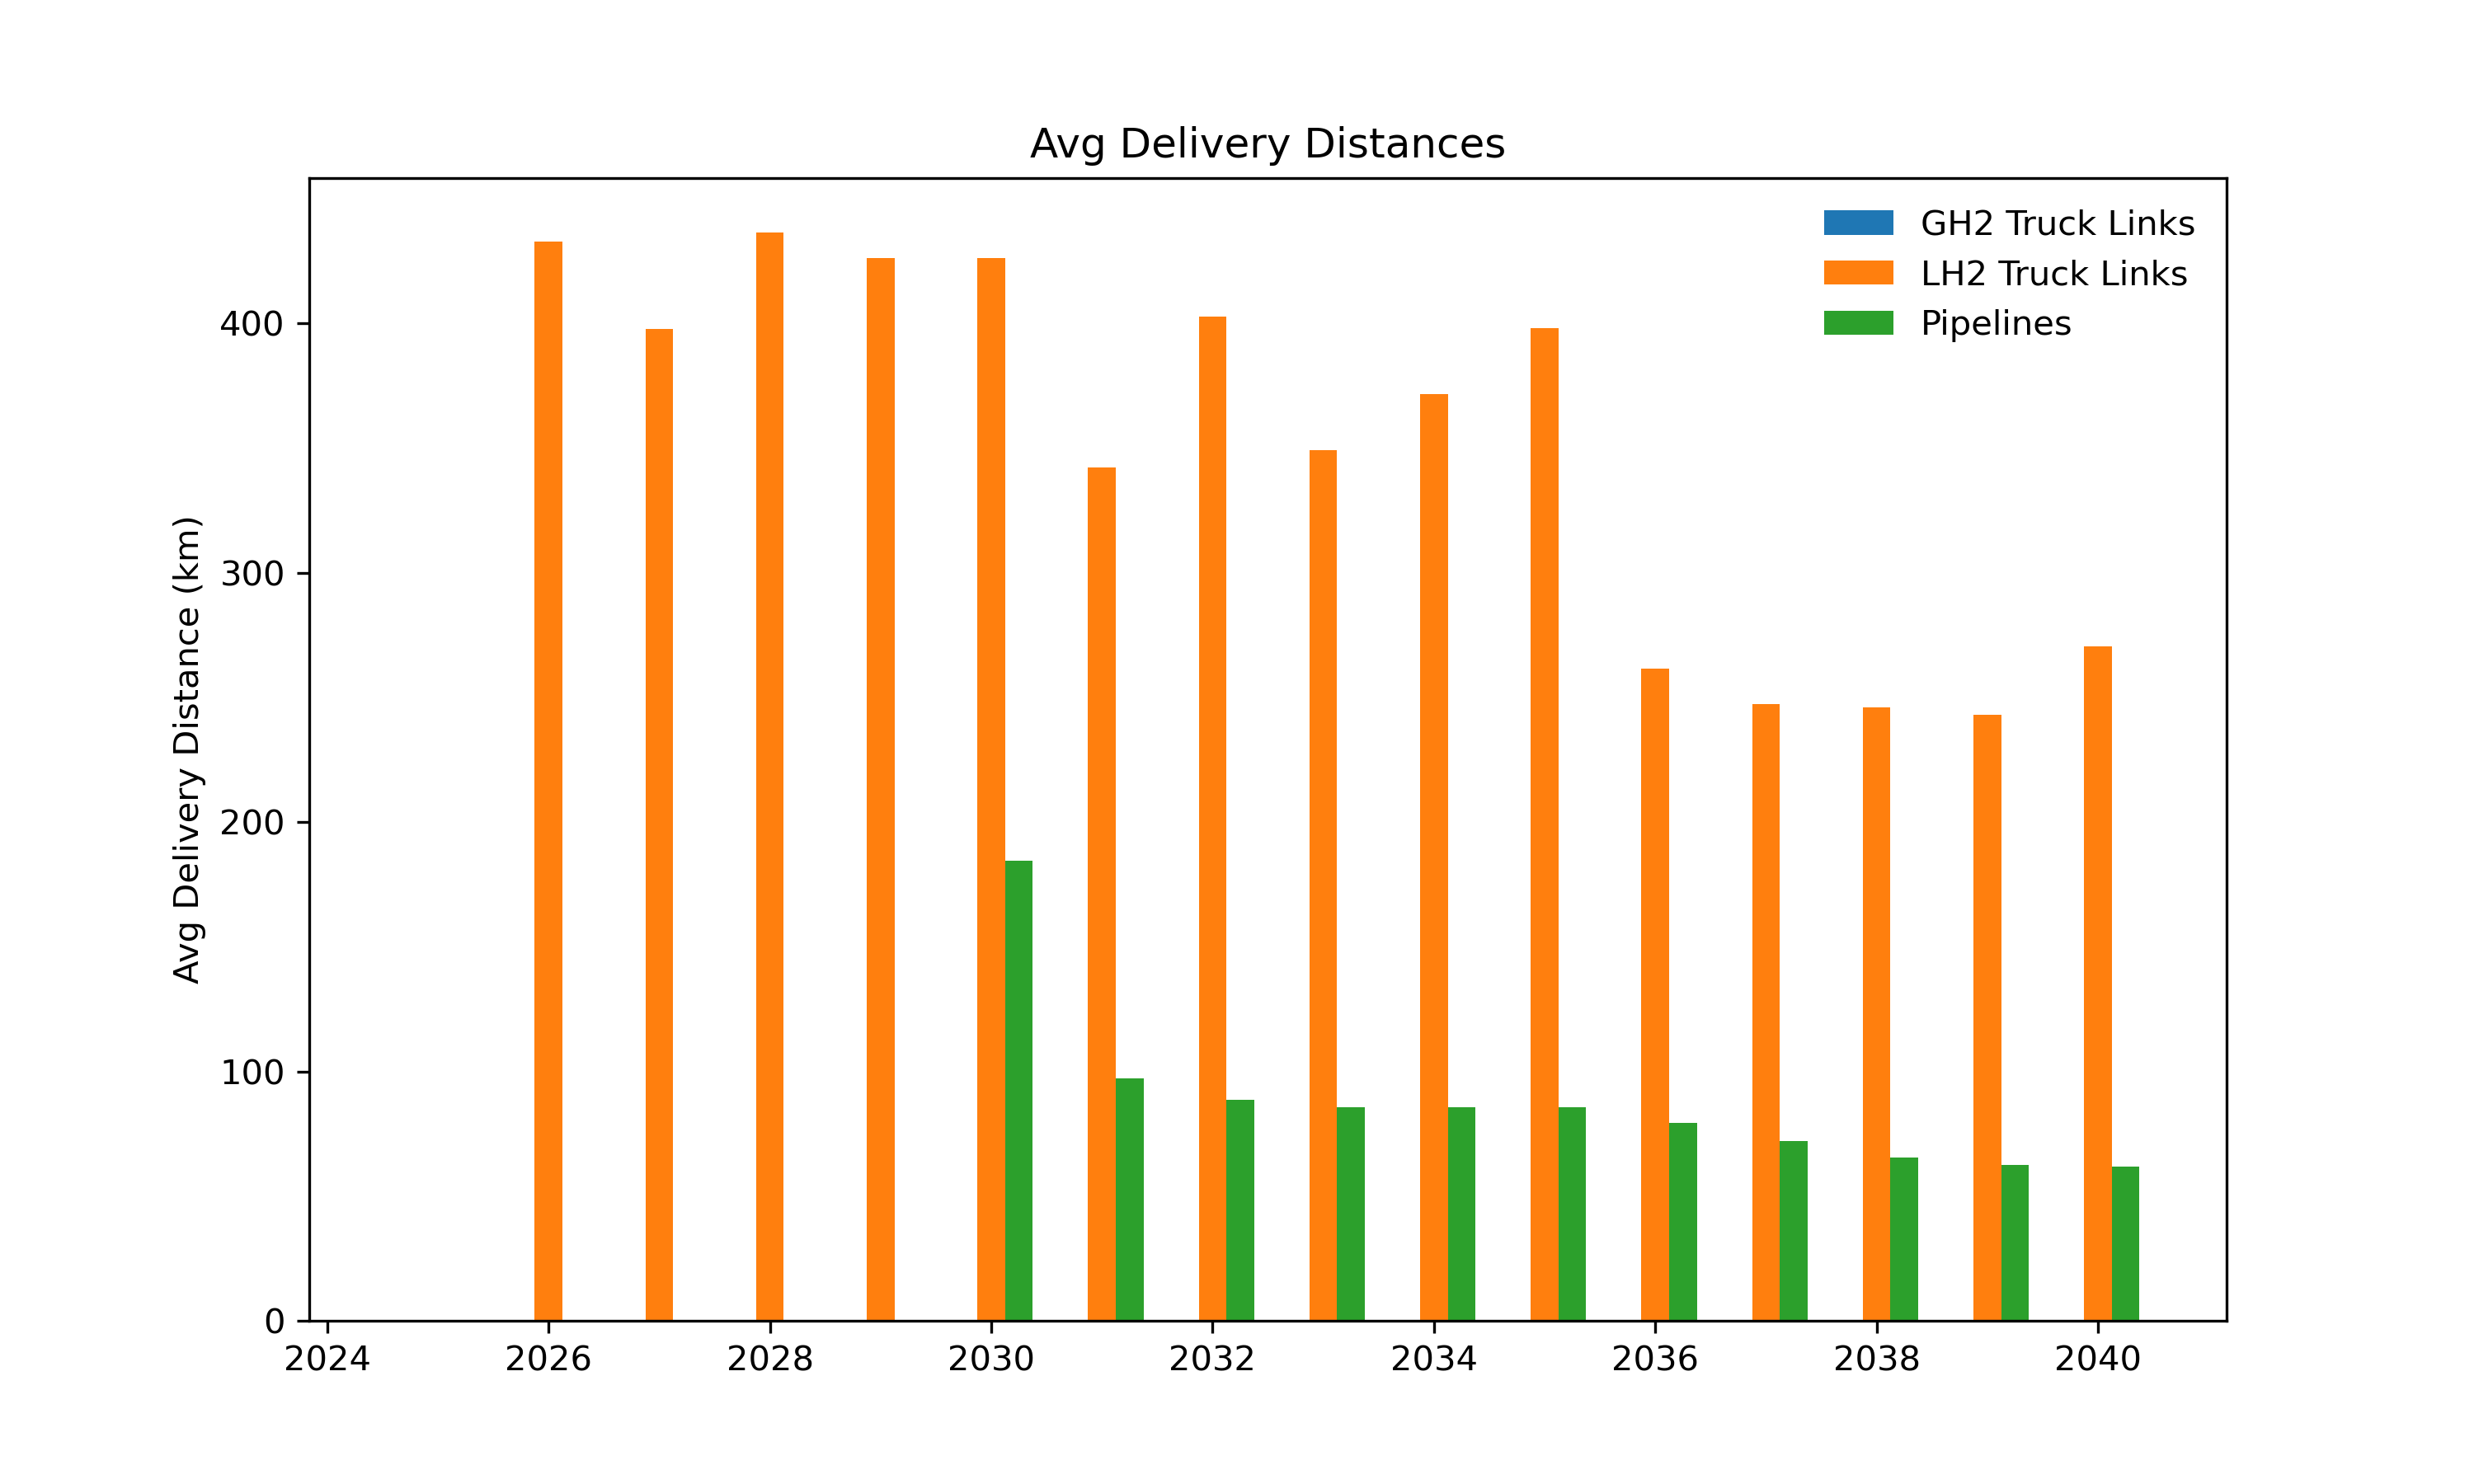 Avg Delivery Distances
GH2 Truck Links
LH2 Truck Links
Pipelines
Avg Delivery Distance (km)
400
300
200
100
0
2024 2026 2028 2030 2032 2034 2036 2038 2040